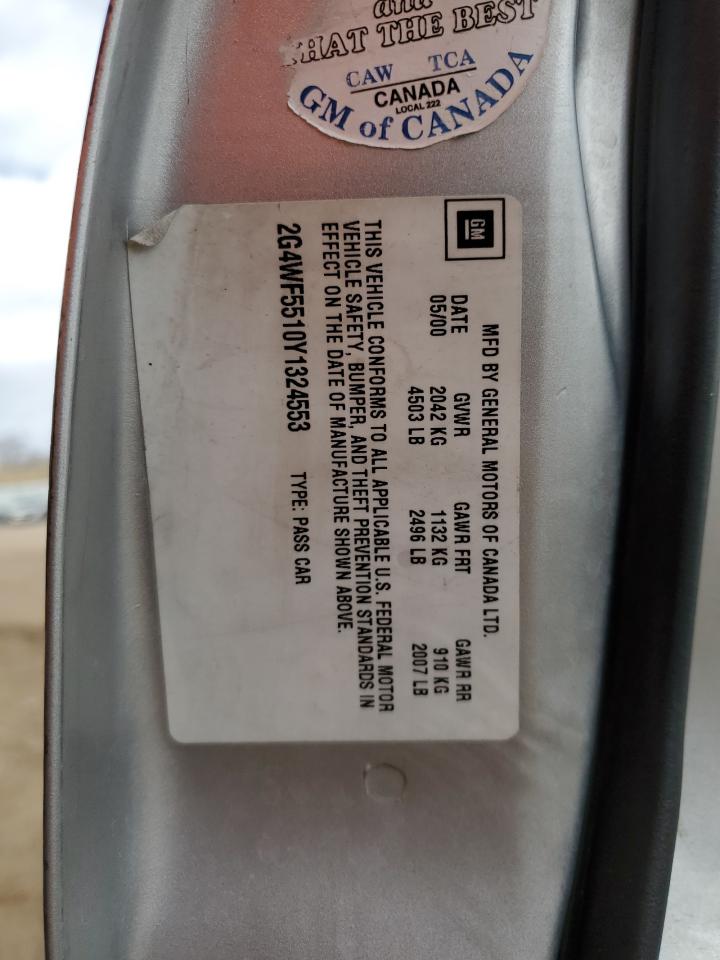 and
THAT THE BEST
CAW TCA
CANADA
LOCAL 222
GM of CANADA
GM
MFD BY GENERAL MOTORS OF CANADA LTD.
DATE GVWR GAWR FRT GAWR RR
05/00 2042 KG 1132 KG 910 KG
4503 LB 2496 LB 2007 LB
THIS VEHICLE CONFORMS TO ALL APPLICABLE U.S. FEDERAL MOTOR
VEHICLE SAFETY, BUMPER, AND THEFT PREVENTION STANDARDS IN
EFFECT ON THE DATE OF MANUFACTURE SHOWN ABOVE.
2G4WF5510Y1324553 TYPE: PASS CAR